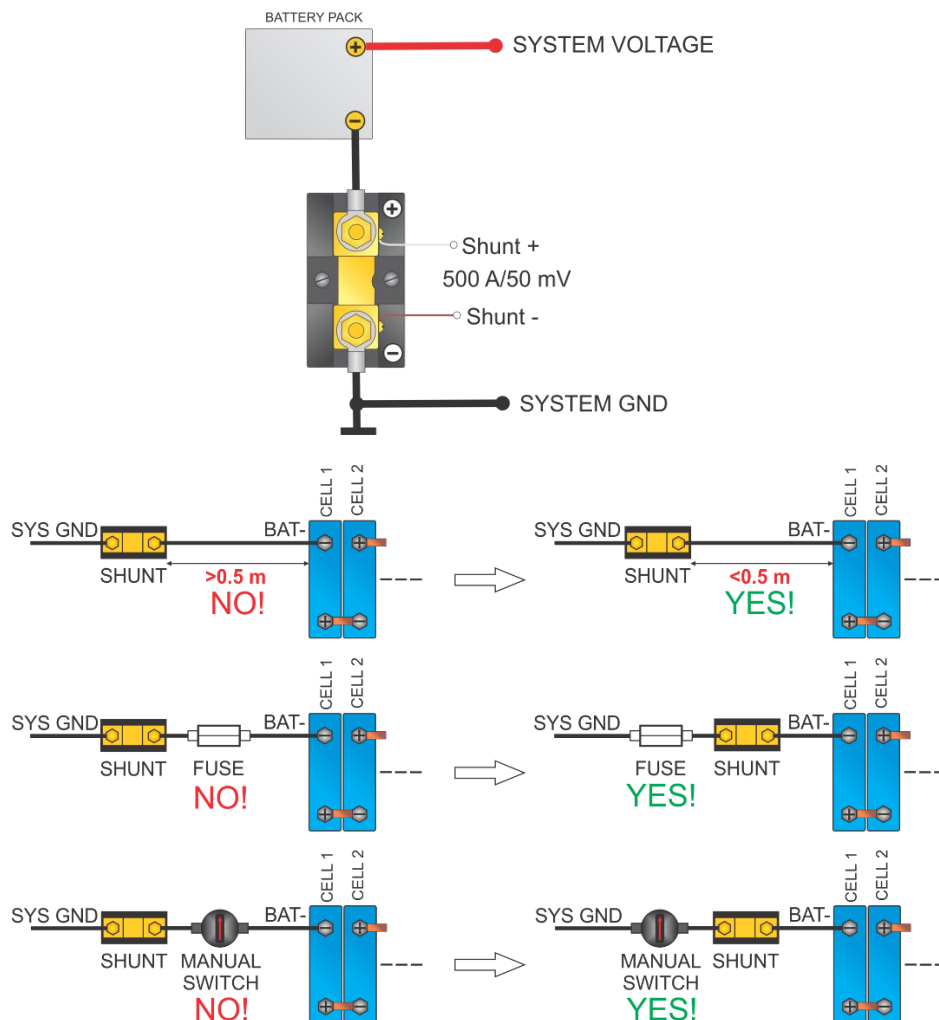 BATTERY PACK
+
SYSTEM VOLTAGE
−
+
Shunt +
500 A/50 mV
Shunt -
−
SYSTEM GND
CELL 1
CELL 2
SYS GND
BAT-
SHUNT
>0.5 m
NO!
CELL 1
CELL 2
SYS GND
BAT-
SHUNT
<0.5 m
YES!
CELL 1
CELL 2
SYS GND
BAT-
SHUNT
FUSE
NO!
CELL 1
CELL 2
SYS GND
BAT-
FUSE
SHUNT
YES!
CELL 1
CELL 2
SYS GND
BAT-
SHUNT
MANUAL
SWITCH
NO!
CELL 1
CELL 2
SYS GND
BAT-
MANUAL
SWITCH
SHUNT
YES!